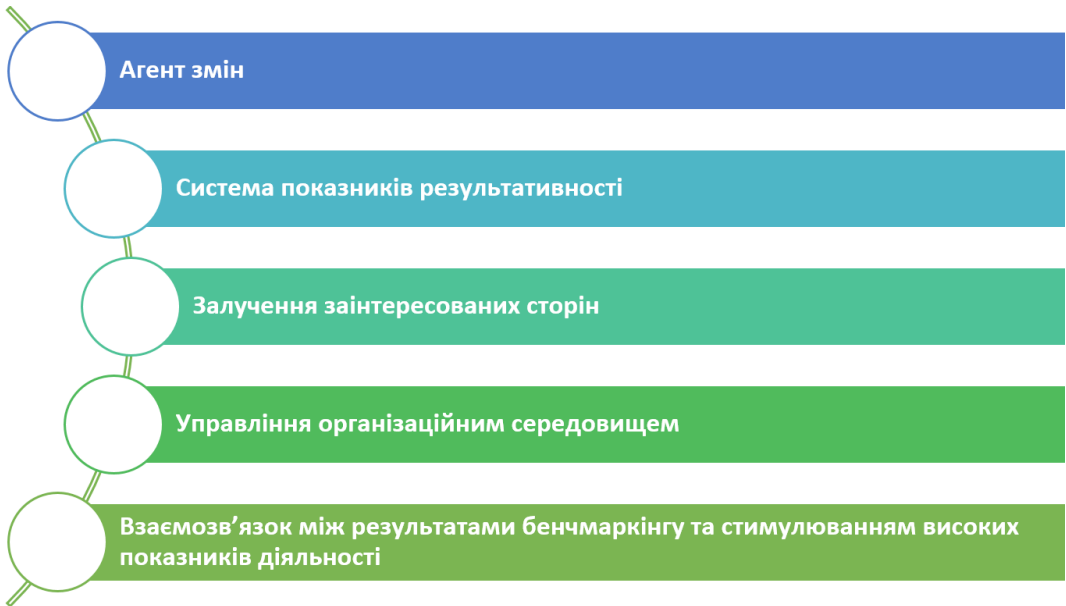 Агент змін
Система показників результативності
Залучення заінтересованих сторін
Управління організаційним середовищем
Взаємозв’язок між результатами бенчмаркінгу та стимулюванням високих
показників діяльності